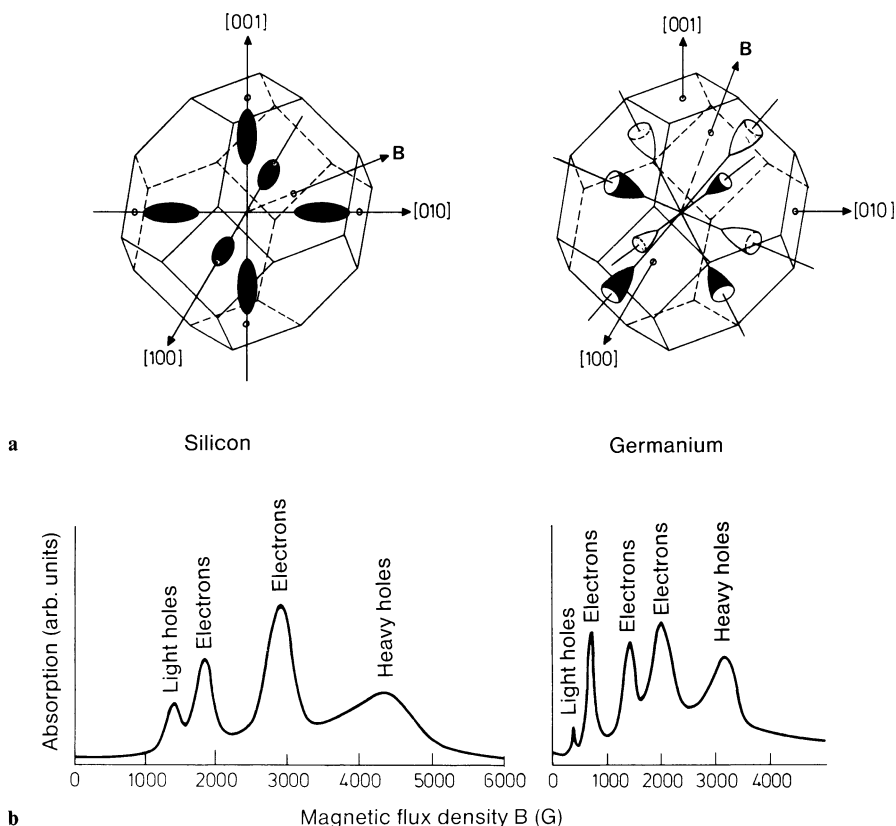 [001]
B
[010]
[100]
[001]
B
[010]
[100]
a
Silicon
Germanium
Absorption (arb. units)
Light holes
Electrons
Electrons
Heavy holes
0 1000 2000 3000 4000 5000 6000
Light holes
Electrons
Electrons
Electrons
Heavy holes
0 1000 2000 3000 4000
b
Magnetic flux density B (G)